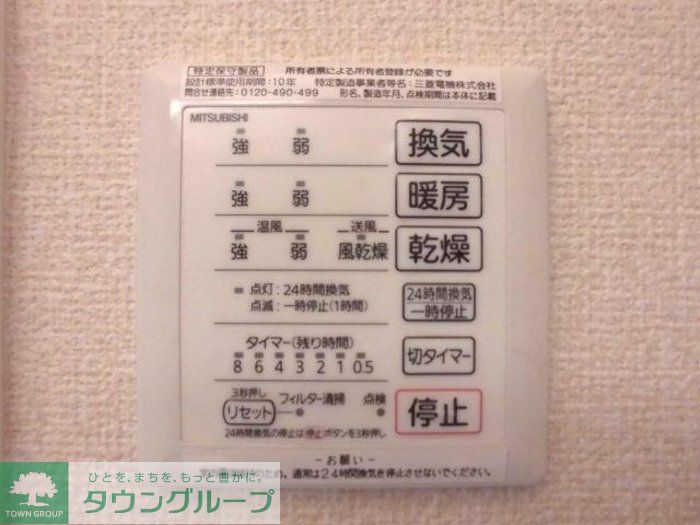 特定保守製品 所有者票による所有者登録が必要です
設計標準使用期間：10年 特定製造事業者等名：三菱電機株式会社
問合せ連絡先：0120-490-499 形名、製造年月、点検期間は本体に記載
MITSUBISHI
強 弱 換気
強 弱 暖房
温風 送風
強 弱 風乾燥 乾燥
点灯：24時間換気 24時間換気
点滅：一時停止(1時間) 一時停止
タイマー(残り時間)
8 6 4 3 2 1 0.5 切タイマー
3秒押し フィルター清掃 点検
リセット 停止
24時間換気の停止は停止ボタンを3秒押し
－お願い－
のため、通常は24時間換気を停止させないでください。
ひとを、まちを、もっと豊かに。
タウングループ
TOWN GROUP